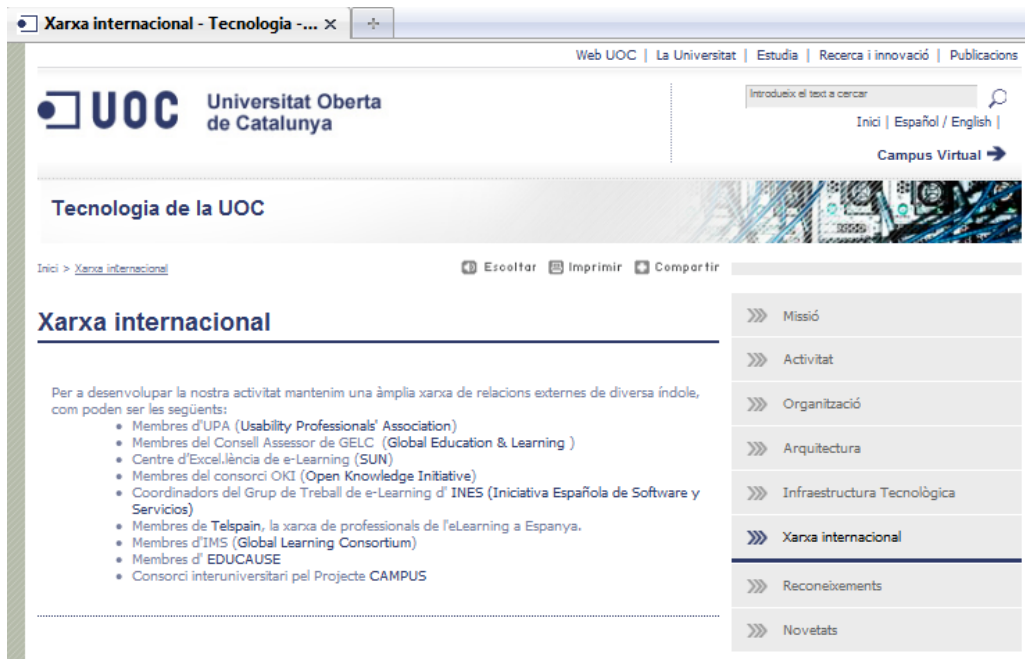 Xarxa internacional - Tecnologia -...
Web UOC | La Universitat | Estudia | Recerca i innovació | Publicacions
UOC
Universitat Oberta
de Catalunya
Introdueix el text a cercar
Inici | Español / English |
Campus Virtual
Tecnologia de la UOC
Inici > Xarxa internacional
Escoltar Imprimir Compartir
Xarxa internacional
Per a desenvolupar la nostra activitat mantenim una àmplia xarxa de relacions externes de diversa índole,
com poden ser les següents:
• Membres d'UPA (Usability Professionals' Association)
• Membres del Consell Assessor de GELC (Global Education & Learning )
• Centre d'Excel.lència de e-Learning (SUN)
• Membres del consorci OKI (Open Knowledge Initiative)
• Coordinadors del Grup de Treball de e-Learning d' INES (Iniciativa Española de Software y
Servicios)
• Membres de Telspain, la xarxa de professionals de l'eLearning a Espanya.
• Membres d'IMS (Global Learning Consortium)
• Membres d' EDUCAUSE
• Consorci interuniversitari pel Projecte CAMPUS
Missió
Activitat
Organització
Arquitectura
Infraestructura Tecnològica
Xarxa internacional
Reconeixements
Novetats